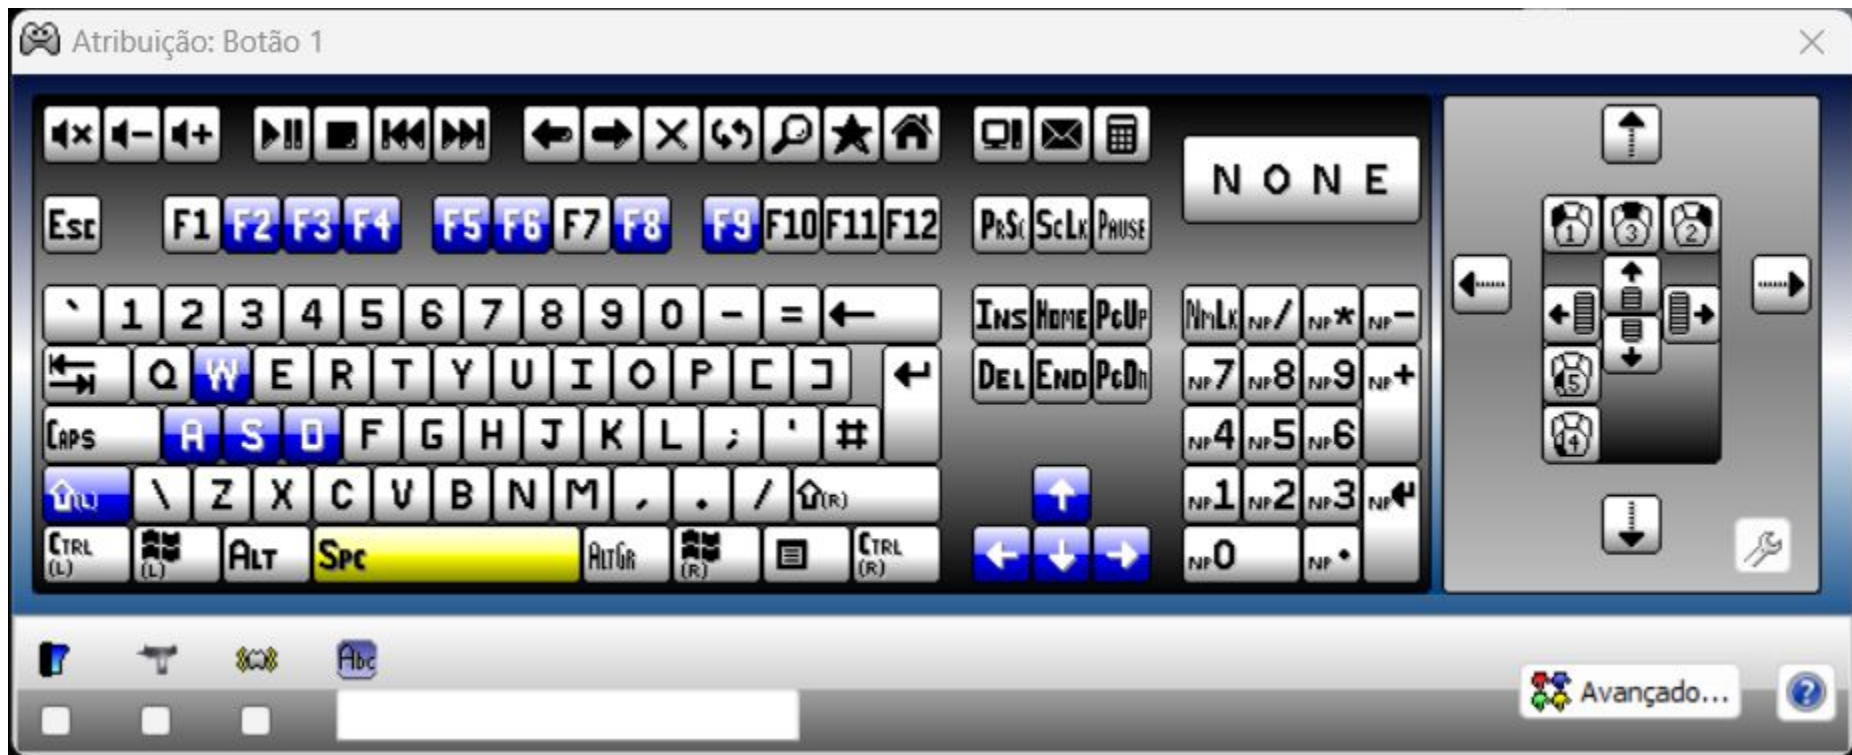 Atribuição: Botão 1
NONE
Esc F1 F2 F3 F4 F5 F6 F7 F8 F9 F10 F11 F12 PrSc ScLk Pause
` 1 2 3 4 5 6 7 8 9 0 - = Ins Home PgUp NmLk NP/ NP* NP-
Q W E R T Y U I O P [ ] Del End PgDn NP7 NP8 NP9 NP+
Caps A S D F G H J K L ; ' # NP4 NP5 NP6
(L) \ Z X C V B N M , . / (R) NP1 NP2 NP3 NP
Ctrl (L) (L) Alt Spc AltGr (R) Ctrl (R) NP0 NP.
1 3 2
5
4
Abc
Avançado...
?